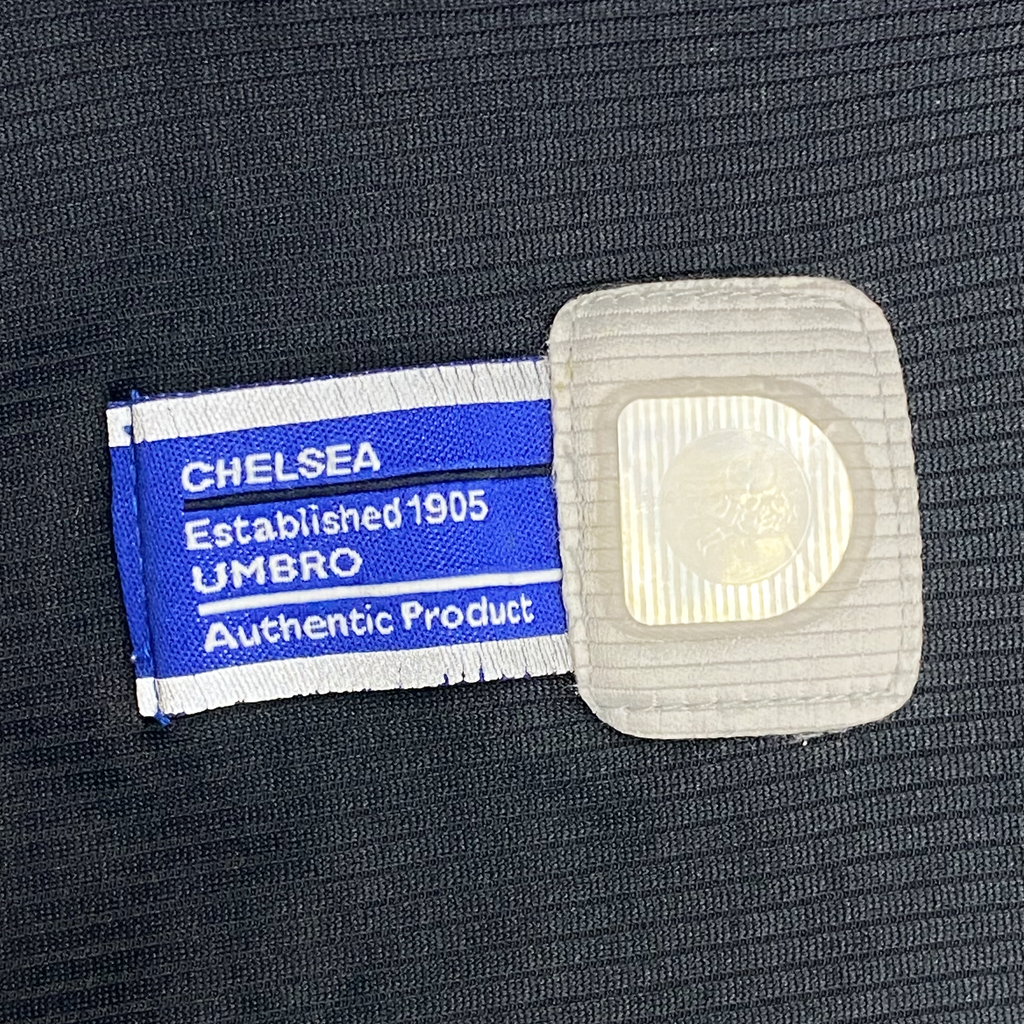 CHELSEA
Established 1905
UMBRO
Authentic Product